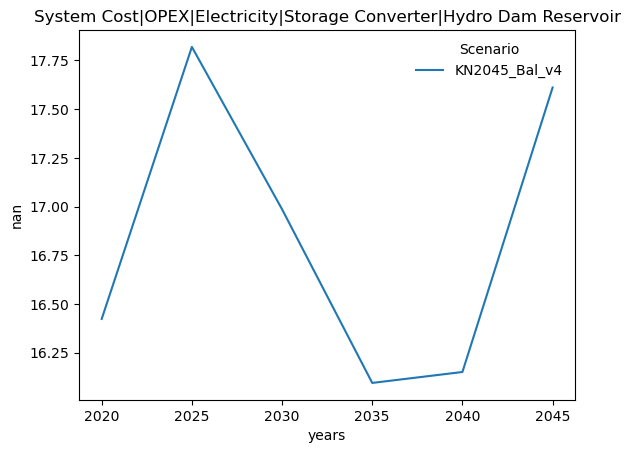 System Cost|OPEX|Electricity|Storage Converter|Hydro Dam Reservoir
Scenario
KN2045_Bal_v4
17.75
17.50
17.25
17.00
16.75
16.50
16.25
nan
2020 2025 2030 2035 2040 2045
years